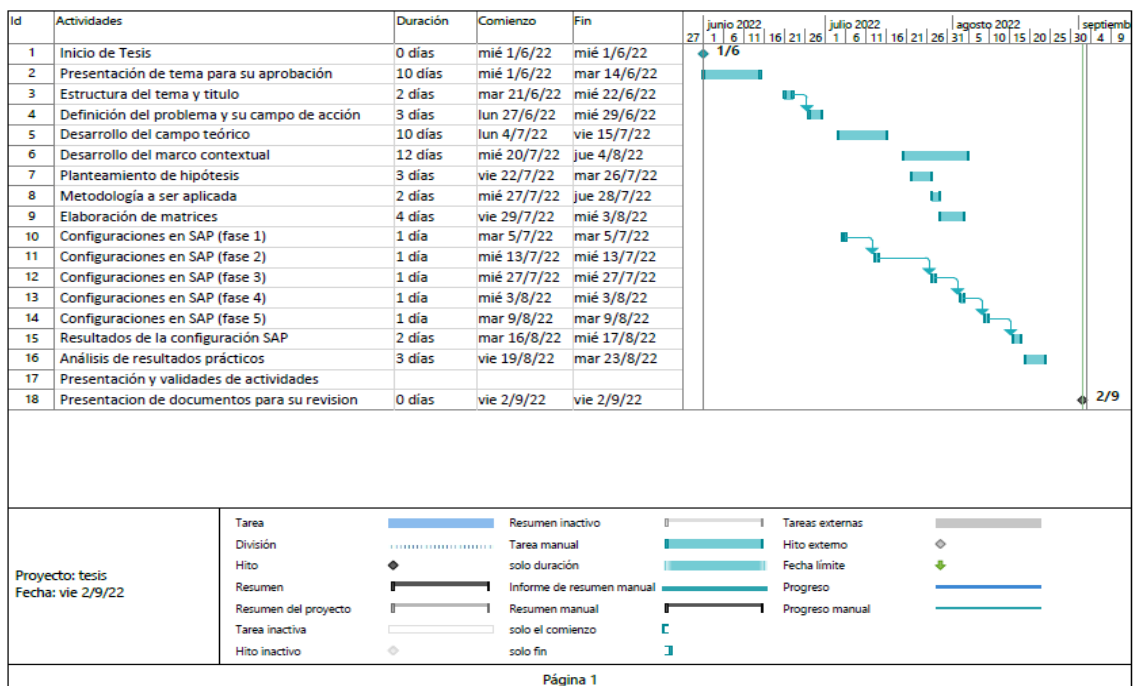 Id Actividades Duración Comienzo Fin junio 2022 julio 2022 agosto 2022 septiemb
27 1 6 11 16 21 26 1 6 11 16 21 26 31 5 10 15 20 25 30 4 9
1 Inicio de Tesis 0 días mié 1/6/22 mié 1/6/22 1/6
2 Presentación de tema para su aprobación 10 días mié 1/6/22 mar 14/6/22
3 Estructura del tema y titulo 2 días mar 21/6/22 mié 22/6/22
4 Definición del problema y su campo de acción 3 días lun 27/6/22 mié 29/6/22
5 Desarrollo del campo teórico 10 días lun 4/7/22 vie 15/7/22
6 Desarrollo del marco contextual 12 días mié 20/7/22 jue 4/8/22
7 Planteamiento de hipótesis 3 días vie 22/7/22 mar 26/7/22
8 Metodología a ser aplicada 2 días mié 27/7/22 jue 28/7/22
9 Elaboración de matrices 4 días vie 29/7/22 mié 3/8/22
10 Configuraciones en SAP (fase 1) 1 día mar 5/7/22 mar 5/7/22
11 Configuraciones en SAP (fase 2) 1 día mié 13/7/22 mié 13/7/22
12 Configuraciones en SAP (fase 3) 1 día mié 27/7/22 mié 27/7/22
13 Configuraciones en SAP (fase 4) 1 día mié 3/8/22 mié 3/8/22
14 Configuraciones en SAP (fase 5) 1 día mar 9/8/22 mar 9/8/22
15 Resultados de la configuración SAP 2 días mar 16/8/22 mié 17/8/22
16 Análisis de resultados prácticos 3 días vie 19/8/22 mar 23/8/22
17 Presentación y validades de actividades
18 Presentacion de documentos para su revision 0 días vie 2/9/22 vie 2/9/22 2/9
Proyecto: tesis
Fecha: vie 2/9/22
Tarea
División
Hito
Resumen
Resumen del proyecto
Tarea inactiva
Hito inactivo
Resumen inactivo
Tarea manual
solo duración
Informe de resumen manual
Resumen manual
solo el comienzo
solo fin
Tareas externas
Hito externo
Fecha límite
Progreso
Progreso manual
Página 1